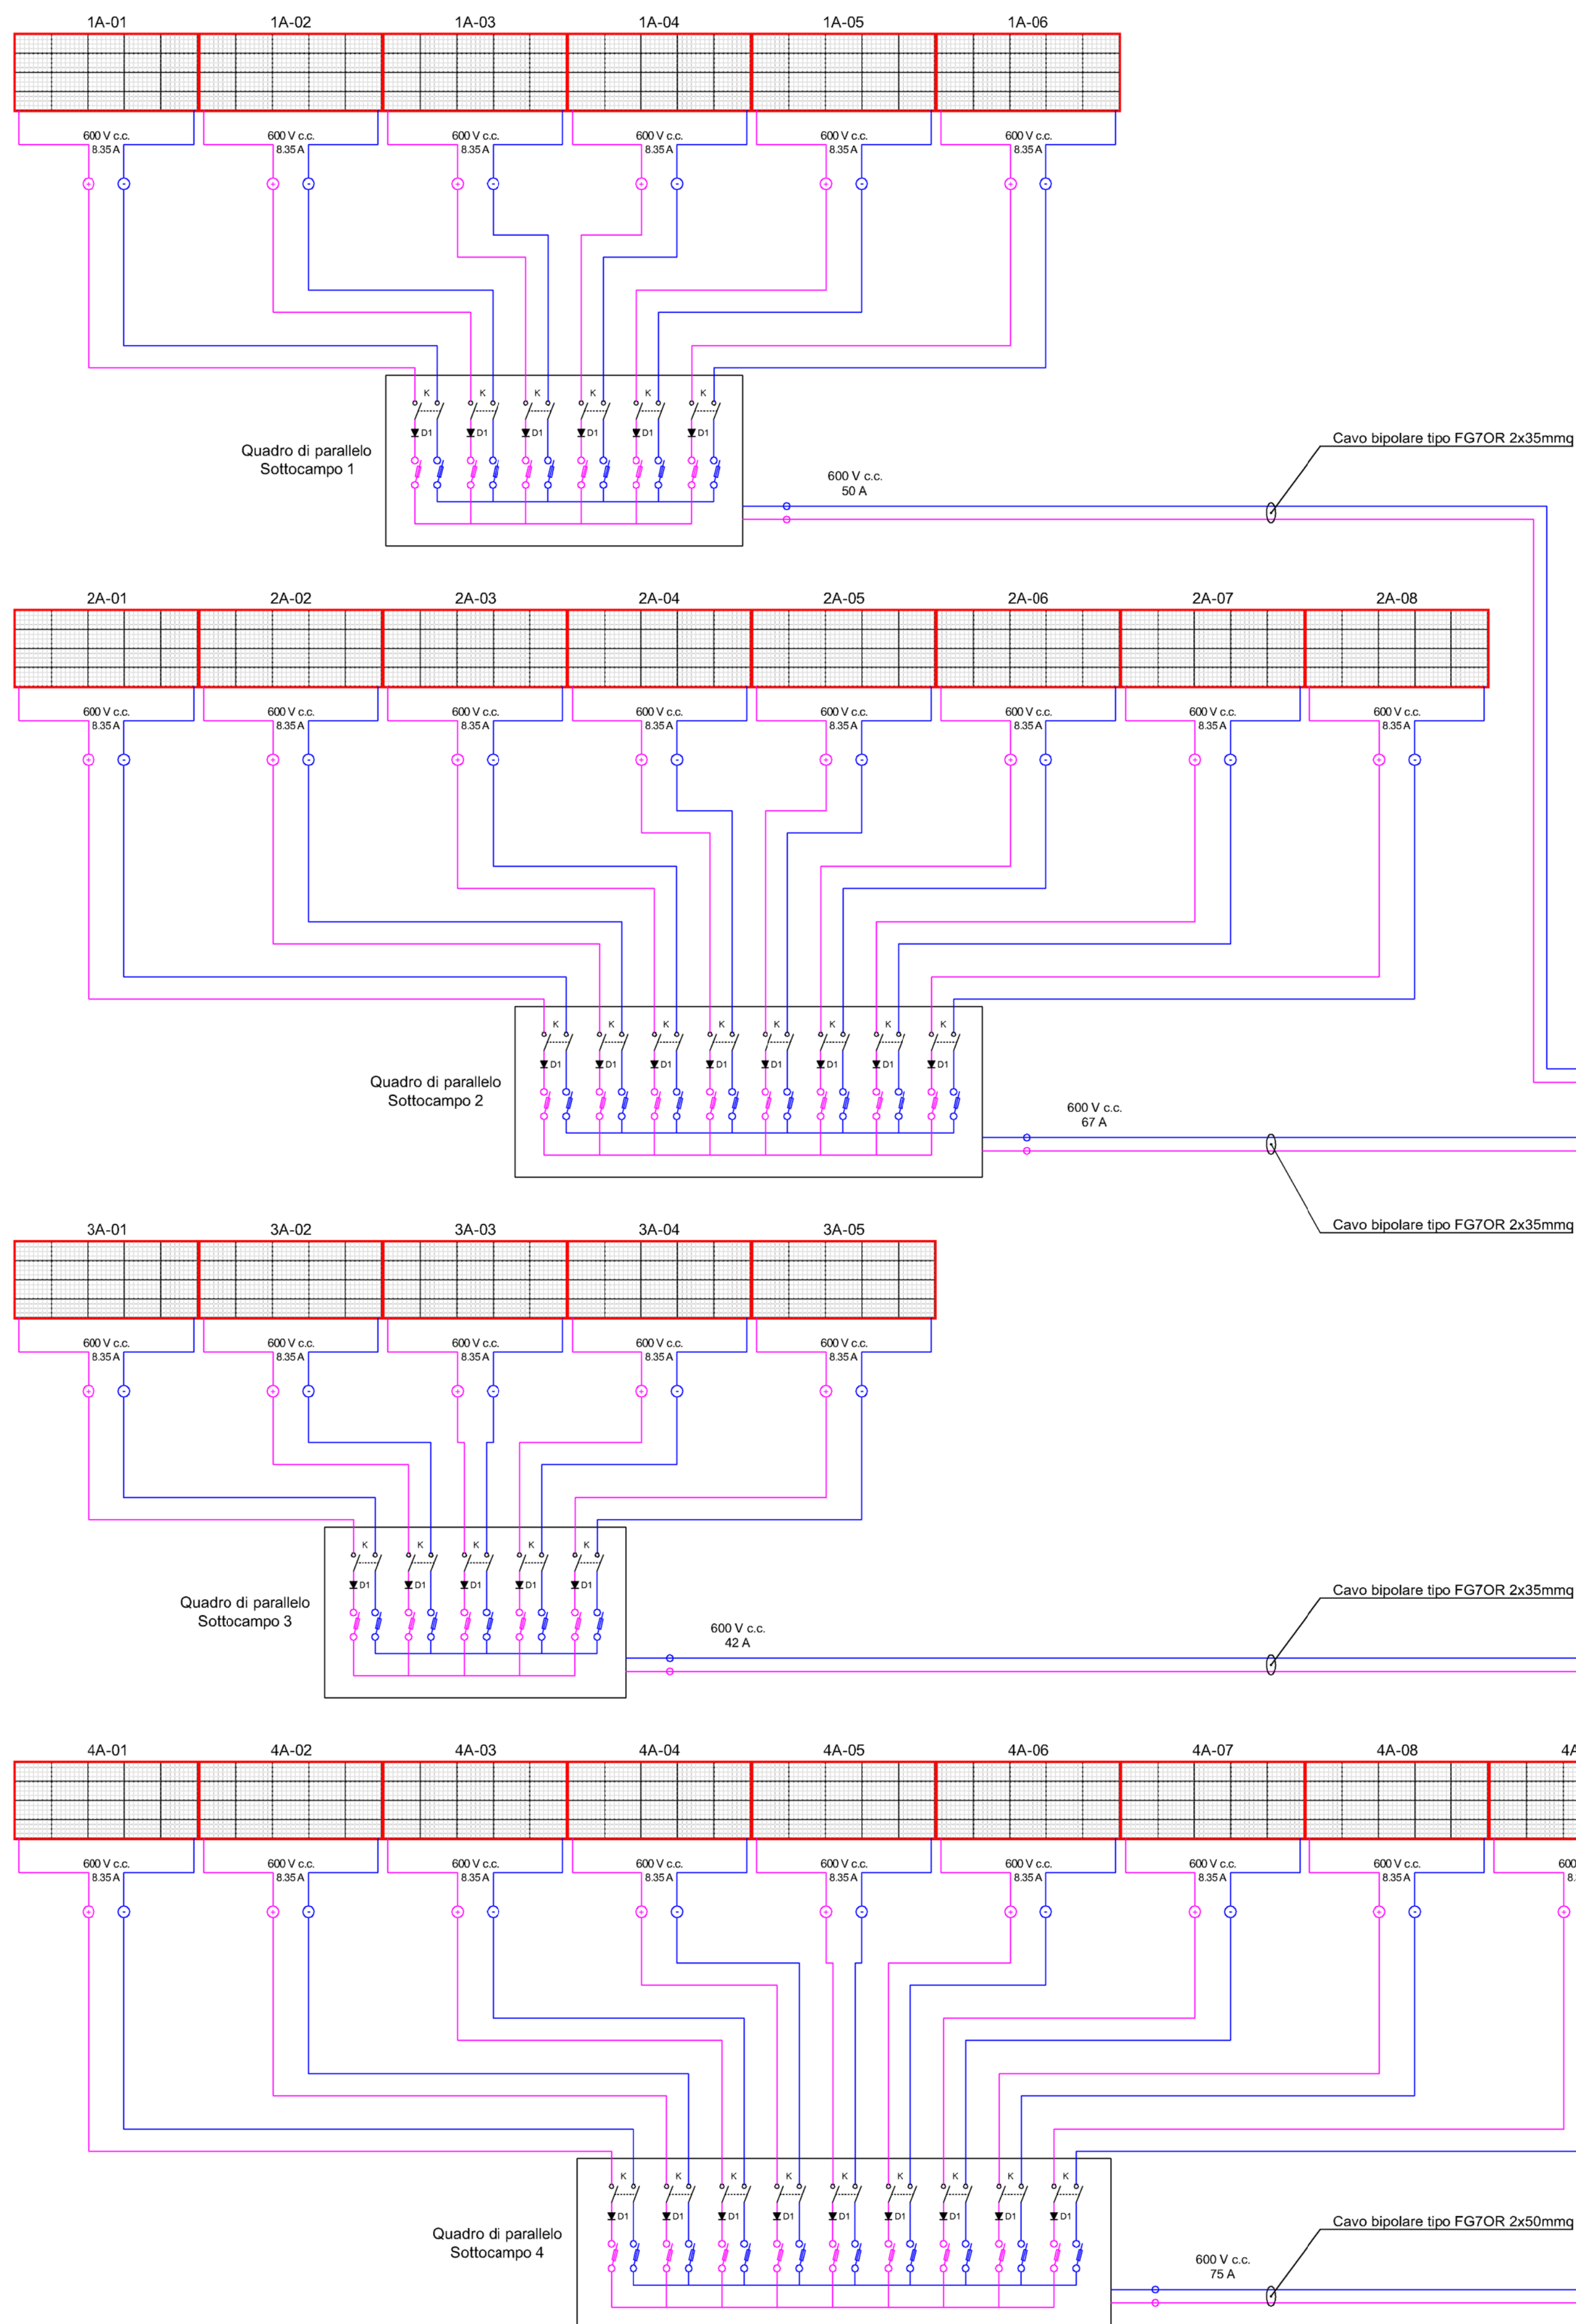 1A-01 1A-02 1A-03 1A-04 1A-05 1A-06
600 V c.c. 600 V c.c. 600 V c.c. 600 V c.c. 600 V c.c. 600 V c.c.
8.35 A 8.35 A 8.35 A 8.35 A 8.35 A 8.35 A
+ - + - + - + - + - + -
K K K K K K
D1 D1 D1 D1 D1 D1
Quadro di parallelo
Sottocampo 1
Cavo bipolare tipo FG7OR 2x35mmq
600 V c.c.
50 A
2A-01 2A-02 2A-03 2A-04 2A-05 2A-06 2A-07 2A-08
600 V c.c. 600 V c.c. 600 V c.c. 600 V c.c. 600 V c.c. 600 V c.c. 600 V c.c. 600 V c.c.
8.35 A 8.35 A 8.35 A 8.35 A 8.35 A 8.35 A 8.35 A 8.35 A
+ - + - + - + - + - + - + - + -
K K K K K K K K
D1 D1 D1 D1 D1 D1 D1 D1
Quadro di parallelo
Sottocampo 2
600 V c.c.
67 A
Cavo bipolare tipo FG7OR 2x35mmq
3A-01 3A-02 3A-03 3A-04 3A-05
600 V c.c. 600 V c.c. 600 V c.c. 600 V c.c. 600 V c.c.
8.35 A 8.35 A 8.35 A 8.35 A 8.35 A
+ - + - + - + - + -
K K K K K
D1 D1 D1 D1 D1
Quadro di parallelo
Sottocampo 3
Cavo bipolare tipo FG7OR 2x35mmq
600 V c.c.
42 A
4A-01 4A-02 4A-03 4A-04 4A-05 4A-06 4A-07 4A-08 4A
600 V c.c. 600 V c.c. 600 V c.c. 600 V c.c. 600 V c.c. 600 V c.c. 600 V c.c. 600 V c.c. 600
8.35 A 8.35 A 8.35 A 8.35 A 8.35 A 8.35 A 8.35 A 8.35 A 8.
+ - + - + - + - + - + - + - + - +
K K K K K K K K K
D1 D1 D1 D1 D1 D1 D1 D1 D1
Quadro di parallelo
Sottocampo 4
Cavo bipolare tipo FG7OR 2x50mmq
600 V c.c.
75 A